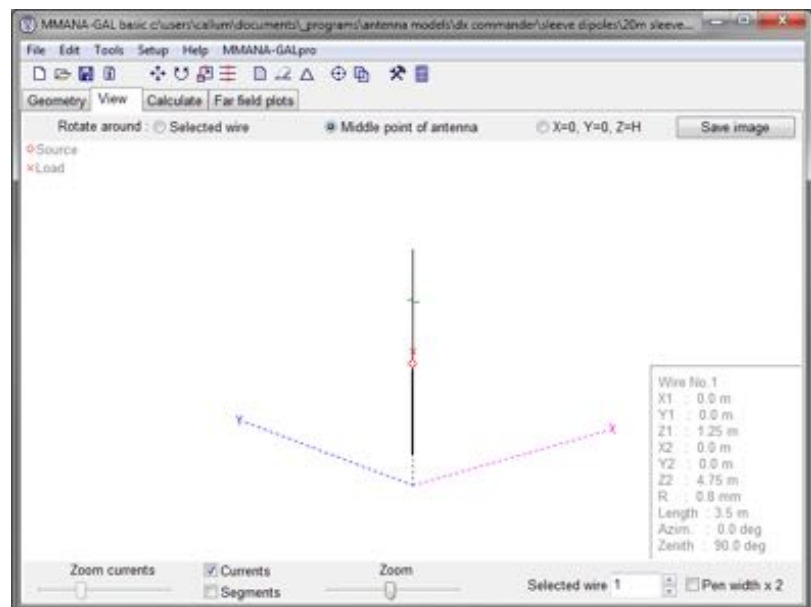 MMANA-GAL basic c:\users\callum\documents\_programs\antenna models\dx commander\sleeve dipoles\20m sleeve...
File Edit Tools Setup Help MMANA-GALpro
Geometry View Calculate Far field plots
Rotate around : Selected wire Middle point of antenna X=0, Y=0, Z=H Save image
Source
Load
Y
X
Wire No.1
X1 : 0.0 m
Y1 : 0.0 m
Z1 : 1.25 m
X2 : 0.0 m
Y2 : 0.0 m
Z2 : 4.75 m
R : 0.8 mm
Length : 3.5 m
Azim. : 0.0 deg
Zenith : 90.0 deg
Zoom currents Currents Zoom
Segments Selected wire 1 Pen width x 2